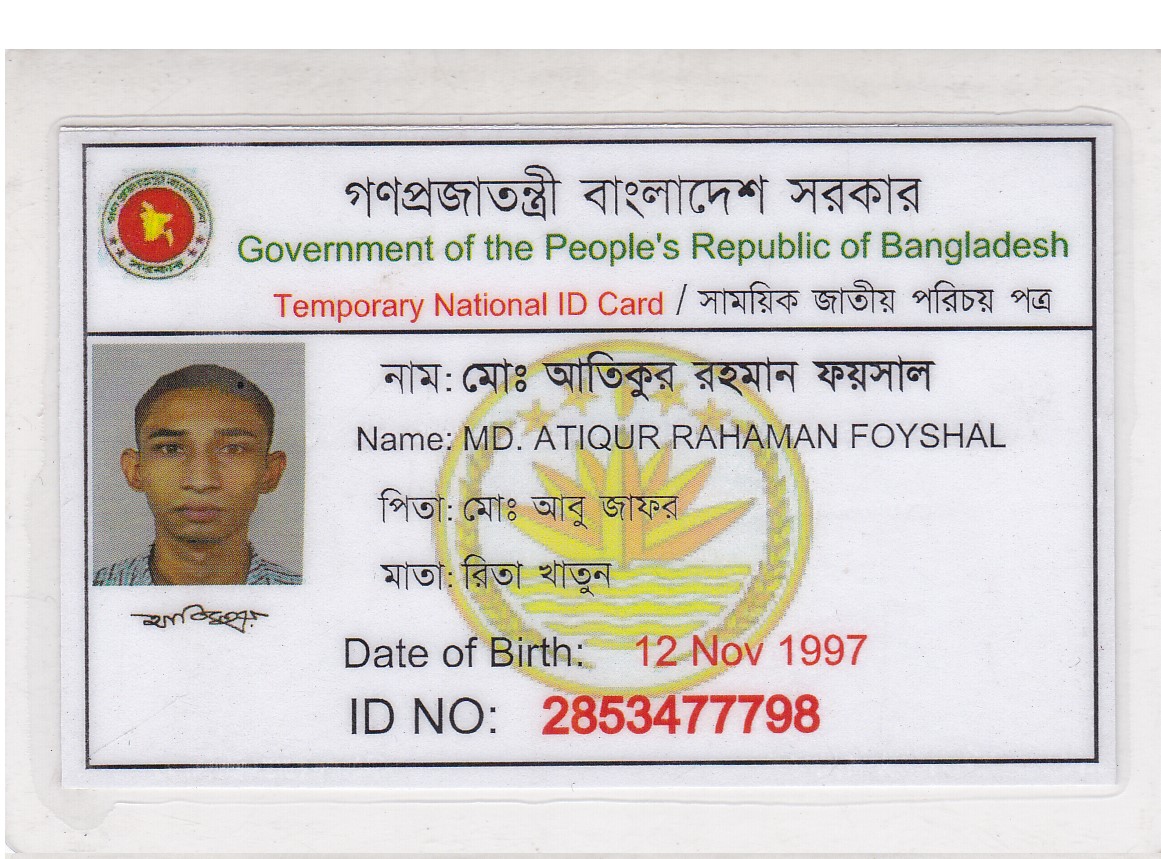 গণপ্রজাতন্ত্রী বাংলাদেশ সরকার
Government of the People's Republic of Bangladesh
Temporary National ID Card / সাময়িক জাতীয় পরিচয় পত্র
নাম: মোঃ আতিকুর রহমান ফয়সাল
Name: MD. ATIQUR RAHAMAN FOYSHAL
পিতা: মোঃ আবু জাফর
মাতা: রিতা খাতুন
Date of Birth: 12 Nov 1997
ID NO: 2853477798